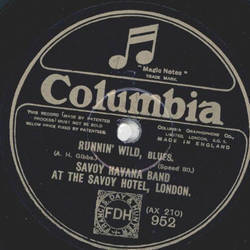 "Magic Notes"
TRADE MARK.
Columbia
THIS RECORD (MADE BY PATENTED
PROCESS) MUST NOT BE SOLD
BELOW PRICE FIXED BY PATENTEES.
COLUMBIA GRAPHOPHONE CO.,
LIMITED, LONDON, E.C. 1.
MADE IN ENGLAND
RUNNIN' WILD, BLUES.
(A. H. Gibbs.) (Speed 80.)
SAVOY HAVANA BAND
AT THE SAVOY HOTEL, LONDON.
FDH
(AX 210)
952